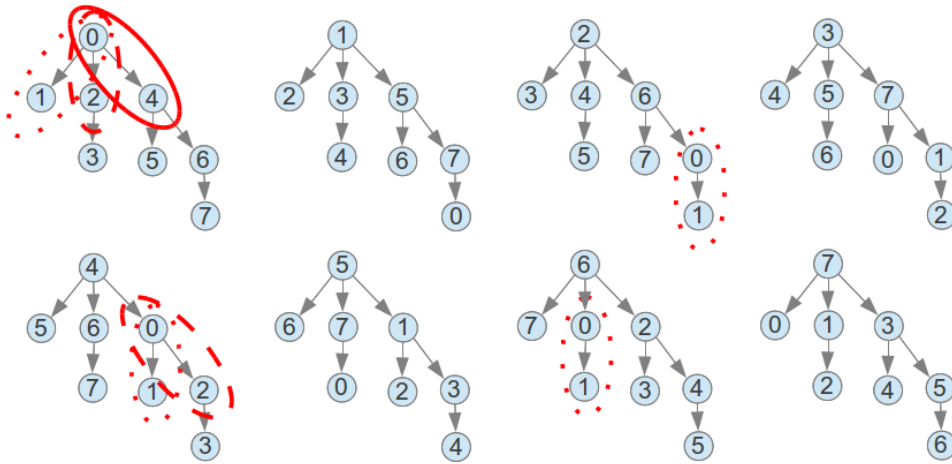 0 1 2 3
1 2 4 2 3 5 3 4 6 4 5 7
3 5 6 4 6 7 5 7 0 6 0 1
7 0 1 2
4 5 6 7
5 6 0 6 7 1 7 0 2 0 1 3
7 1 2 0 2 3 1 3 4 2 4 5
3 4 5 6